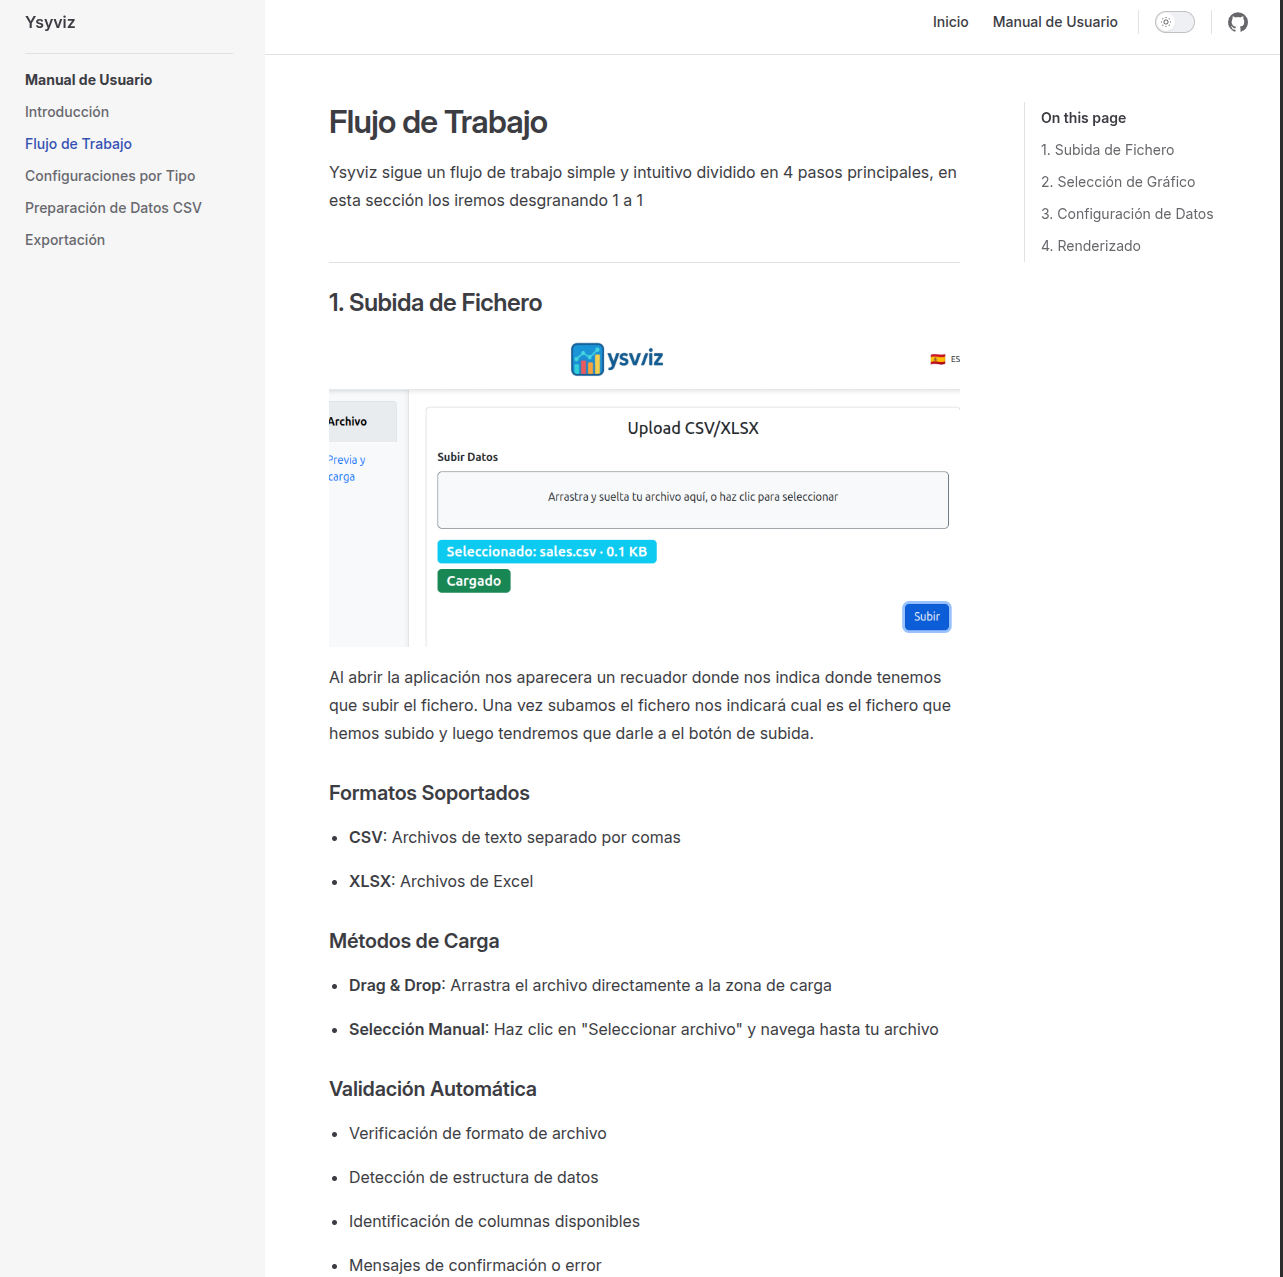 Ysyviz
Manual de Usuario
Introducción
Flujo de Trabajo
Configuraciones por Tipo
Preparación de Datos CSV
Exportación
Inicio
Manual de Usuario
Flujo de Trabajo
Ysyviz sigue un flujo de trabajo simple y intuitivo dividido en 4 pasos principales, en
esta sección los iremos desgranando 1 a 1
1. Subida de Fichero
ysviz
ES
Archivo
Previa y
carga
Upload CSV/XLSX
Subir Datos
Arrastra y suelta tu archivo aquí, o haz clic para seleccionar
Seleccionado: sales.csv · 0.1 KB
Cargado
Subir
Al abrir la aplicación nos aparecera un recuador donde nos indica donde tenemos
que subir el fichero. Una vez subamos el fichero nos indicará cual es el fichero que
hemos subido y luego tendremos que darle a el botón de subida.
Formatos Soportados
• CSV: Archivos de texto separado por comas
• XLSX: Archivos de Excel
Métodos de Carga
• Drag & Drop: Arrastra el archivo directamente a la zona de carga
• Selección Manual: Haz clic en "Seleccionar archivo" y navega hasta tu archivo
Validación Automática
• Verificación de formato de archivo
• Detección de estructura de datos
• Identificación de columnas disponibles
• Mensajes de confirmación o error
On this page
1. Subida de Fichero
2. Selección de Gráfico
3. Configuración de Datos
4. Renderizado